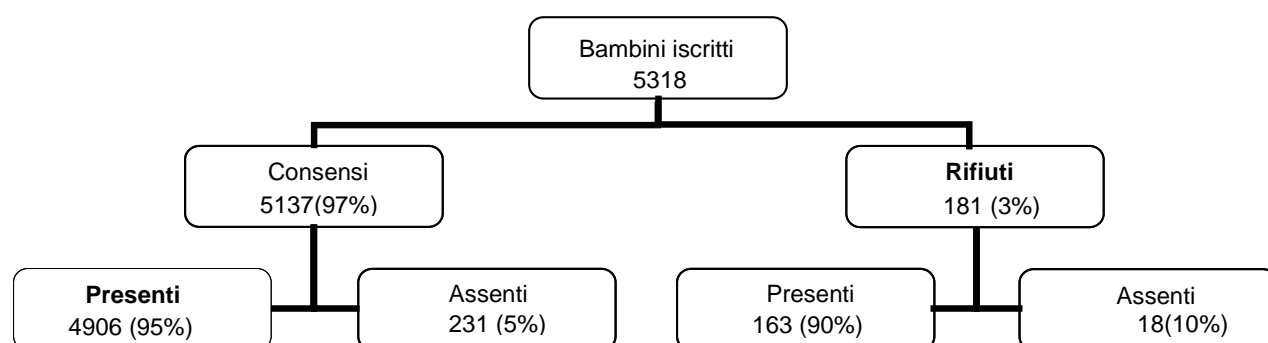 Bambini iscritti
5318
Consensi
5137(97%)
Rifiuti
181 (3%)
Presenti
4906 (95%)
Assenti
231 (5%)
Presenti
163 (90%)
Assenti
18(10%)